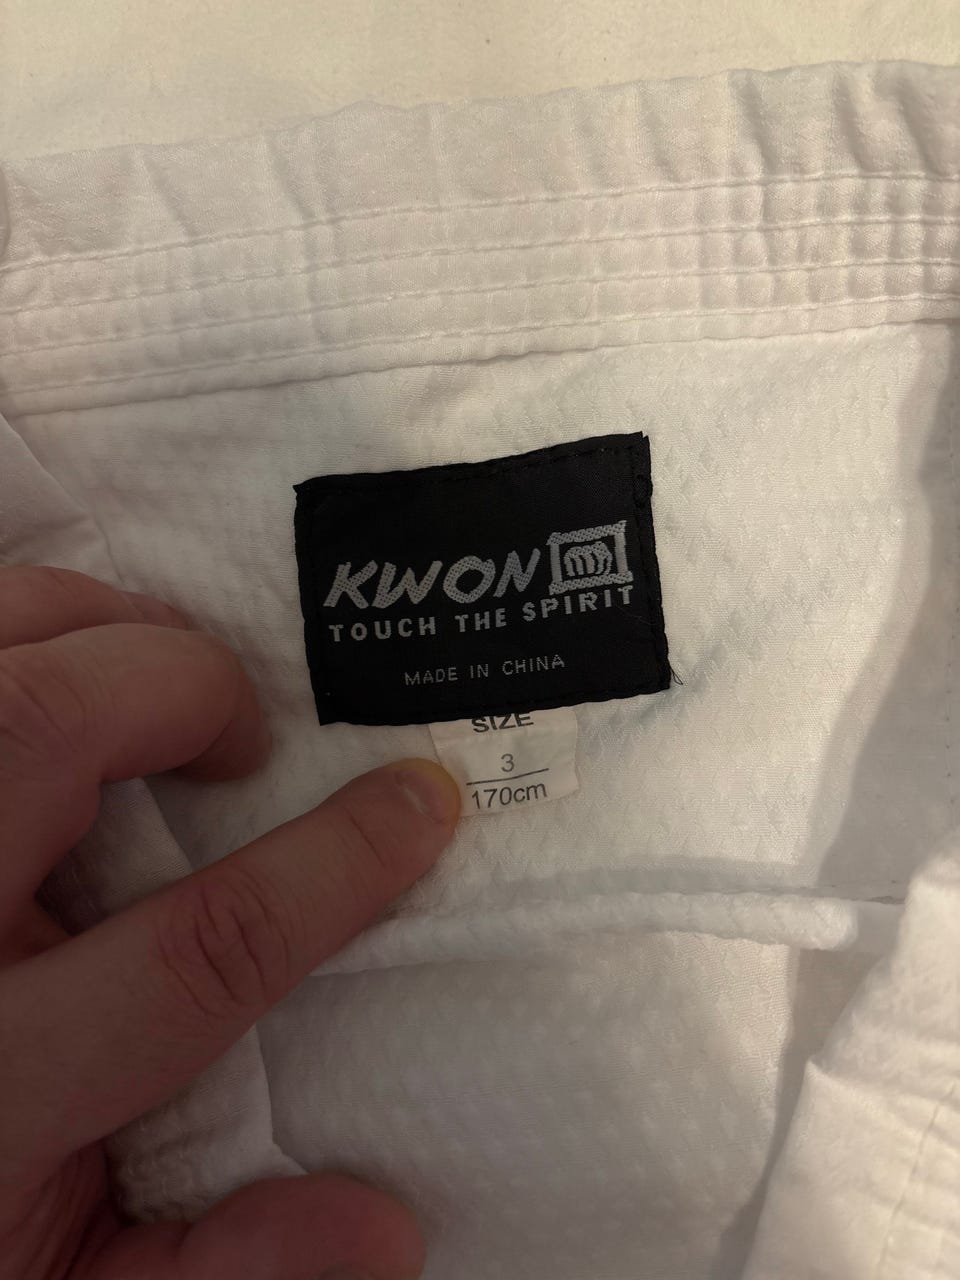 KWON
TOUCH THE SPIRIT
MADE IN CHINA
SIZE
3
170cm